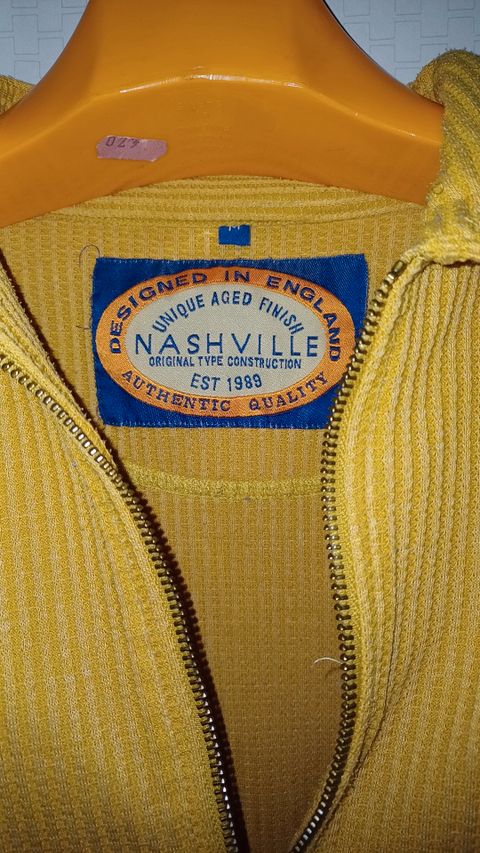 DESIGNED IN ENGLAND
UNIQUE AGED FINISH
NASHVILLE
ORIGINAL TYPE CONSTRUCTION
EST 1989
AUTHENTIC QUALITY